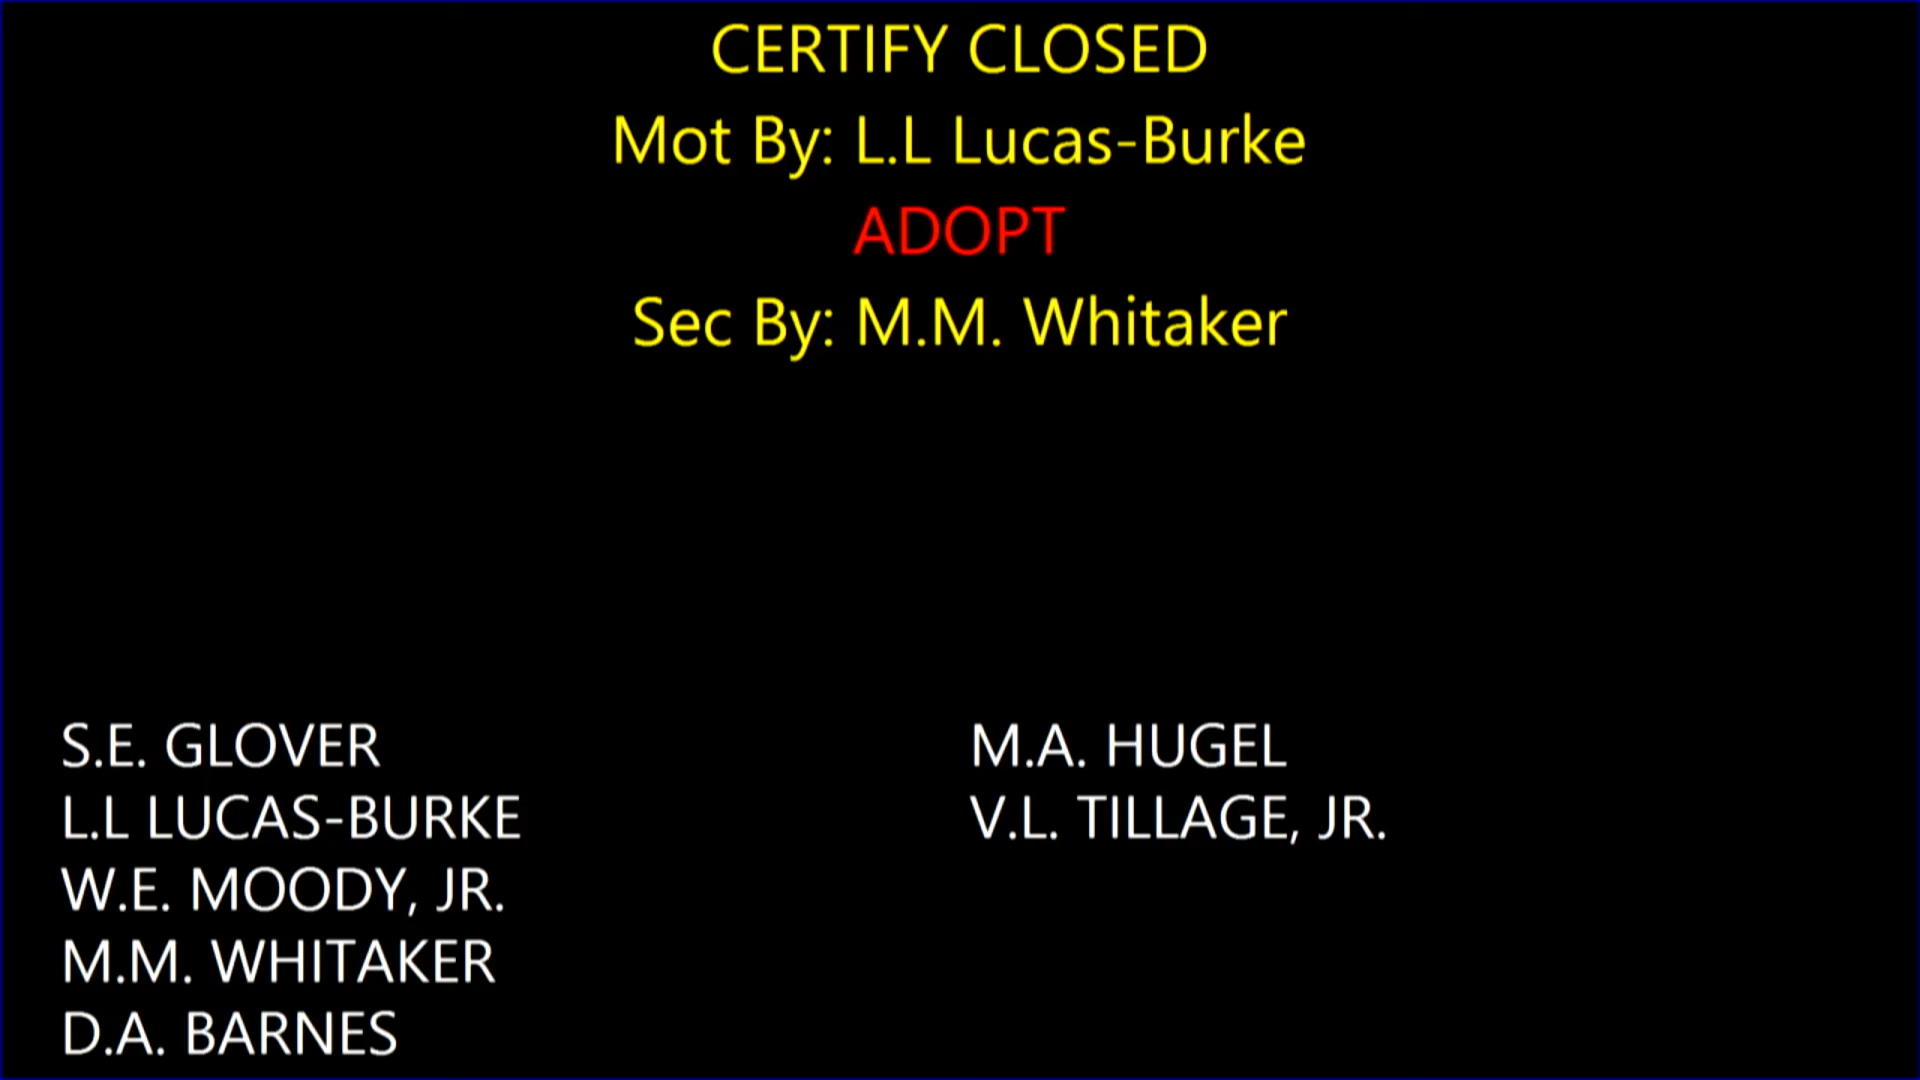 CERTIFY CLOSED
Mot By: L.L Lucas-Burke
ADOPT
Sec By: M.M. Whitaker
S.E. GLOVER
L.L LUCAS-BURKE
W.E. MOODY, JR.
M.M. WHITAKER
D.A. BARNES
M.A. HUGEL
V.L. TILLAGE, JR.